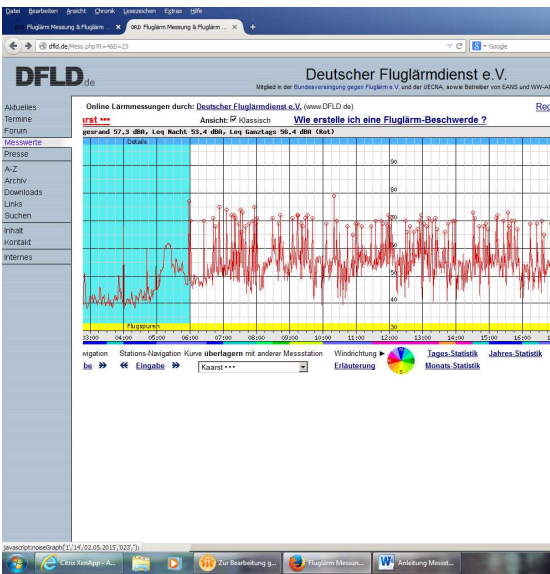 Datei Bearbeiten Ansicht Chronik Lesezeichen Extras Hilfe
DFLD Fluglärm Messung & Fluglärm ... × DFLD Fluglärm Messung & Fluglärm ... × +
dfld.de/Mess.php?R=4&S=23
Google
DFLD.de
Deutscher Fluglärmdienst e.V.
Mitglied in der Bundesvereinigung gegen Fluglärm e.V. und der UECNA, sowie Betreiber von EANS und WW-
Aktuelles
Termine
Forum
Messwerte
Presse
A-Z
Archiv
Downloads
Links
Suchen
Inhalt
Kontakt
Internes
Online Lärmmessungen durch: Deutscher Fluglärmdienst e.V. (www.DFLD.de)
arst •••
Ansicht: Klassisch
Wie erstelle ich eine Fluglärm-Beschwerde ?
gesrand 57,3 dBA, Leq Nacht 53,4 dBA, Leq Ganztags 56,4 dBA (Rot)
Details
90
80
70
60
50
40
30
Flugspuren
03:00 04:00 05:00 06:00 07:00 08:00 09:00 10:00 11:00 12:00 13:00 14:00 15:00 16:00
vigation Stations-Navigation Kurve überlagern mit anderer Messstation Windrichtung Tages-Statistik Jahres-Statistik
be Eingabe Kaarst ••• Erläuterung Monats-Statistik
N
S
javascript:noiseGraph('1','14','02.05.2015','023','');
Citrix XenApp - A...
Zur Bearbeitung g...
Fluglärm Messun...
Anleitung Messst...